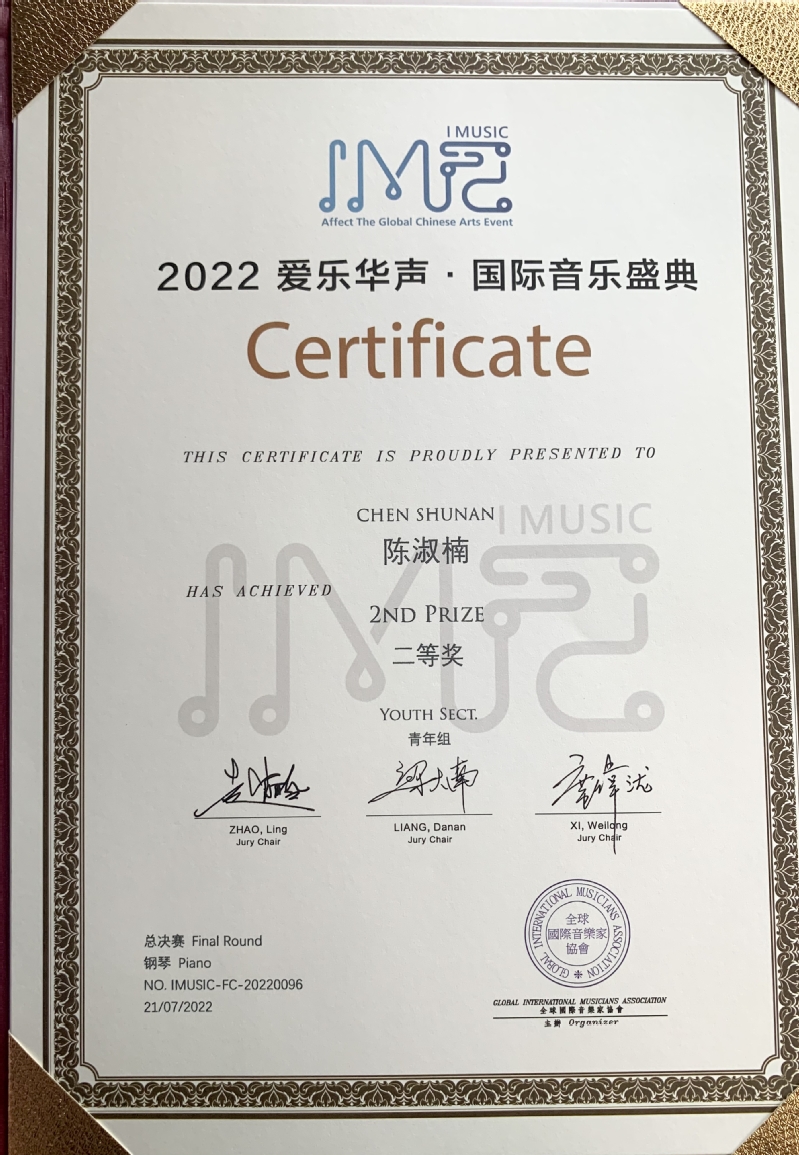 I MUSIC
Affect The Global Chinese Arts Event
2022 爱乐华声·国际音乐盛典
Certificate
THIS CERTIFICATE IS PROUDLY PRESENTED TO
I MUSIC
CHEN SHUNAN
陈淑楠
HAS ACHIEVED
2ND PRIZE
二等奖
YOUTH SECT.
青年组
ZHAO, Ling
Jury Chair
LIANG, Danan
Jury Chair
XI, Weilong
Jury Chair
总决赛 Final Round
钢琴 Piano
NO. IMUSIC-FC-20220096
21/07/2022
GLOBAL INTERNATIONAL MUSICIANS ASSOCIATION
全球
國際音樂家
協會
GLOBAL INTERNATIONAL MUSICIANS ASSOCIATION
全球國際音樂家協會
主辦 Organizer